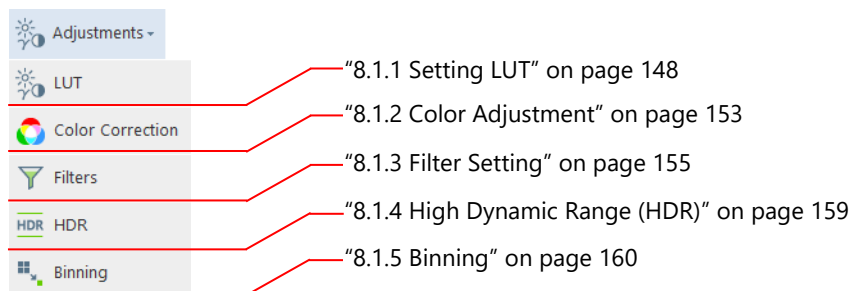 Adjustments
LUT
"8.1.1 Setting LUT" on page 148
Color Correction
"8.1.2 Color Adjustment" on page 153
Filters
"8.1.3 Filter Setting" on page 155
HDR HDR
"8.1.4 High Dynamic Range (HDR)" on page 159
Binning
"8.1.5 Binning" on page 160